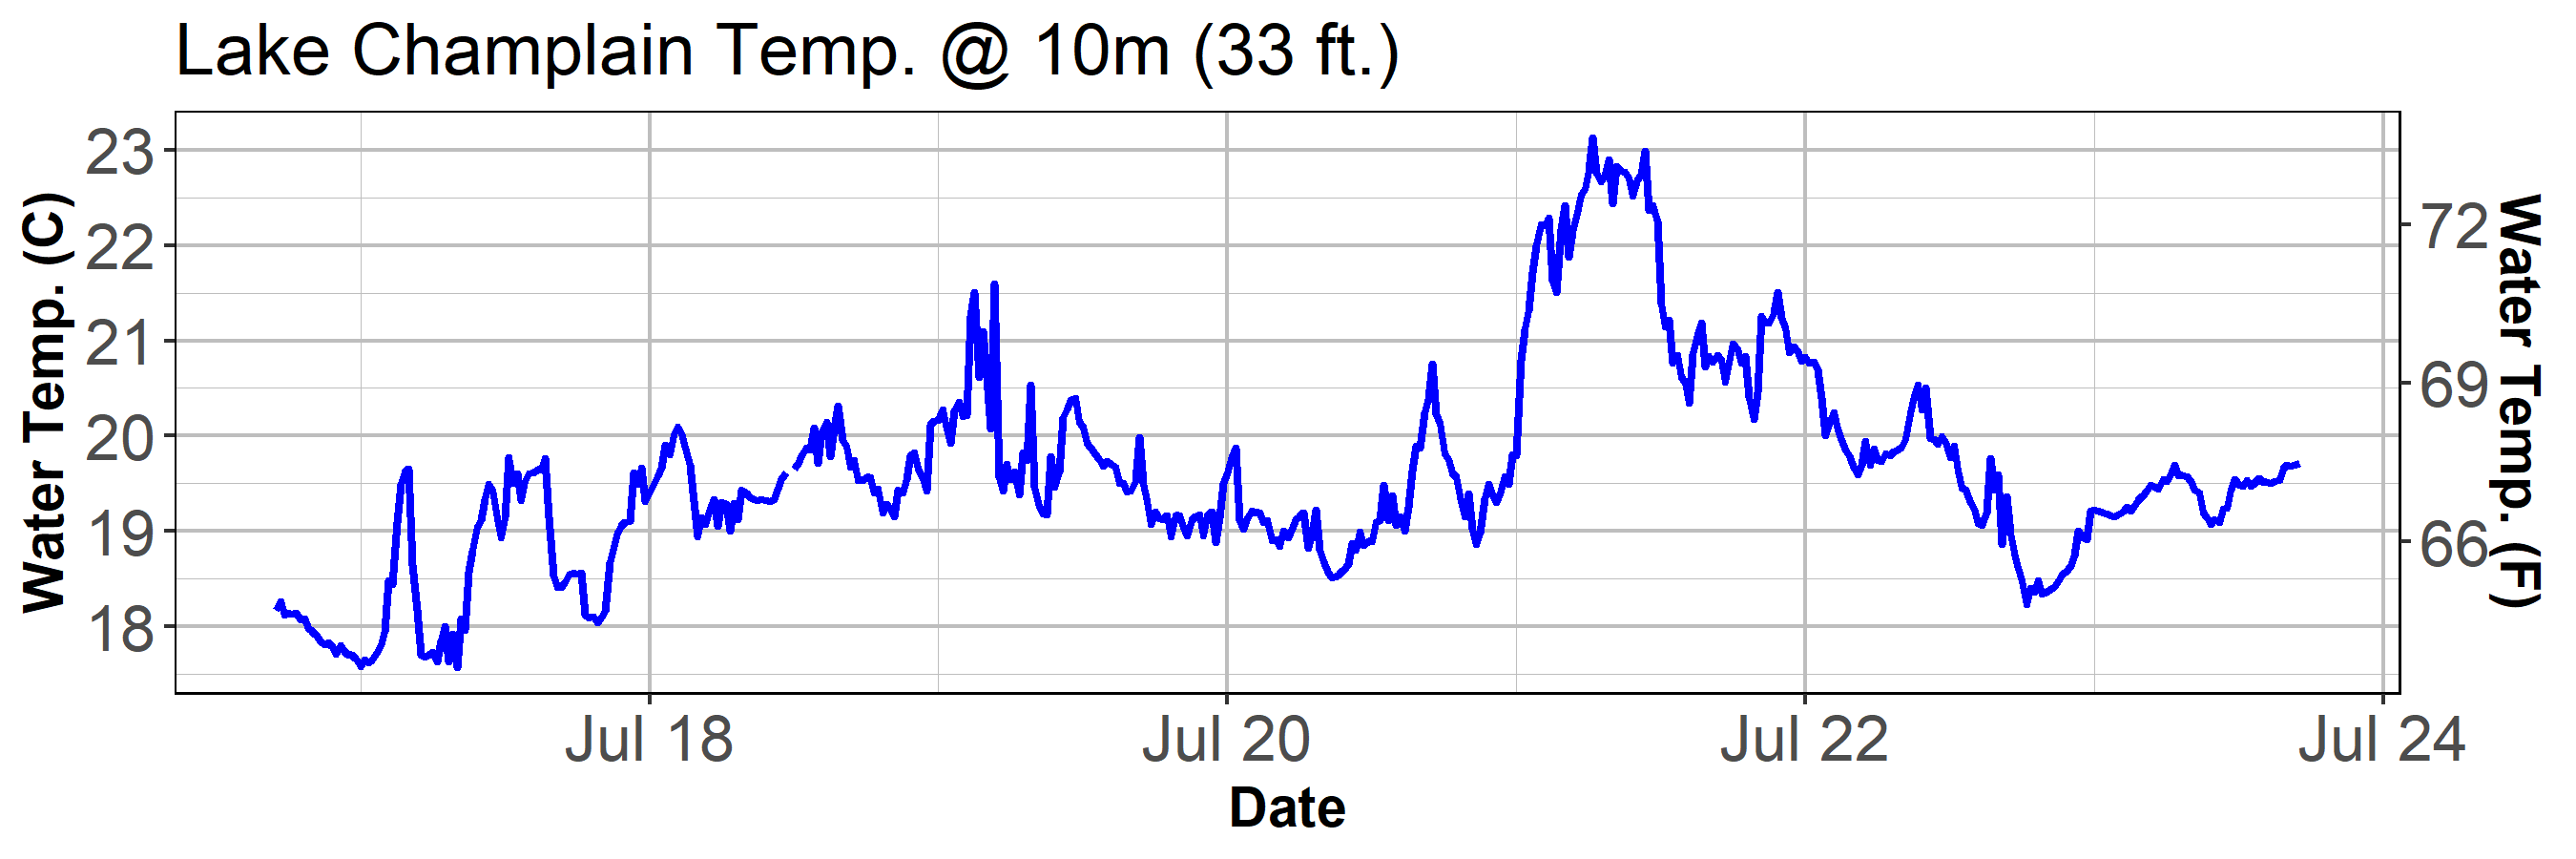 Lake Champlain Temp. @ 10m (33 ft.)
Water Temp. (C)
23
22
21
20
19
18
72
69
66
Water Temp. (F)
Jul 18
Jul 20
Jul 22
Jul 24
Date